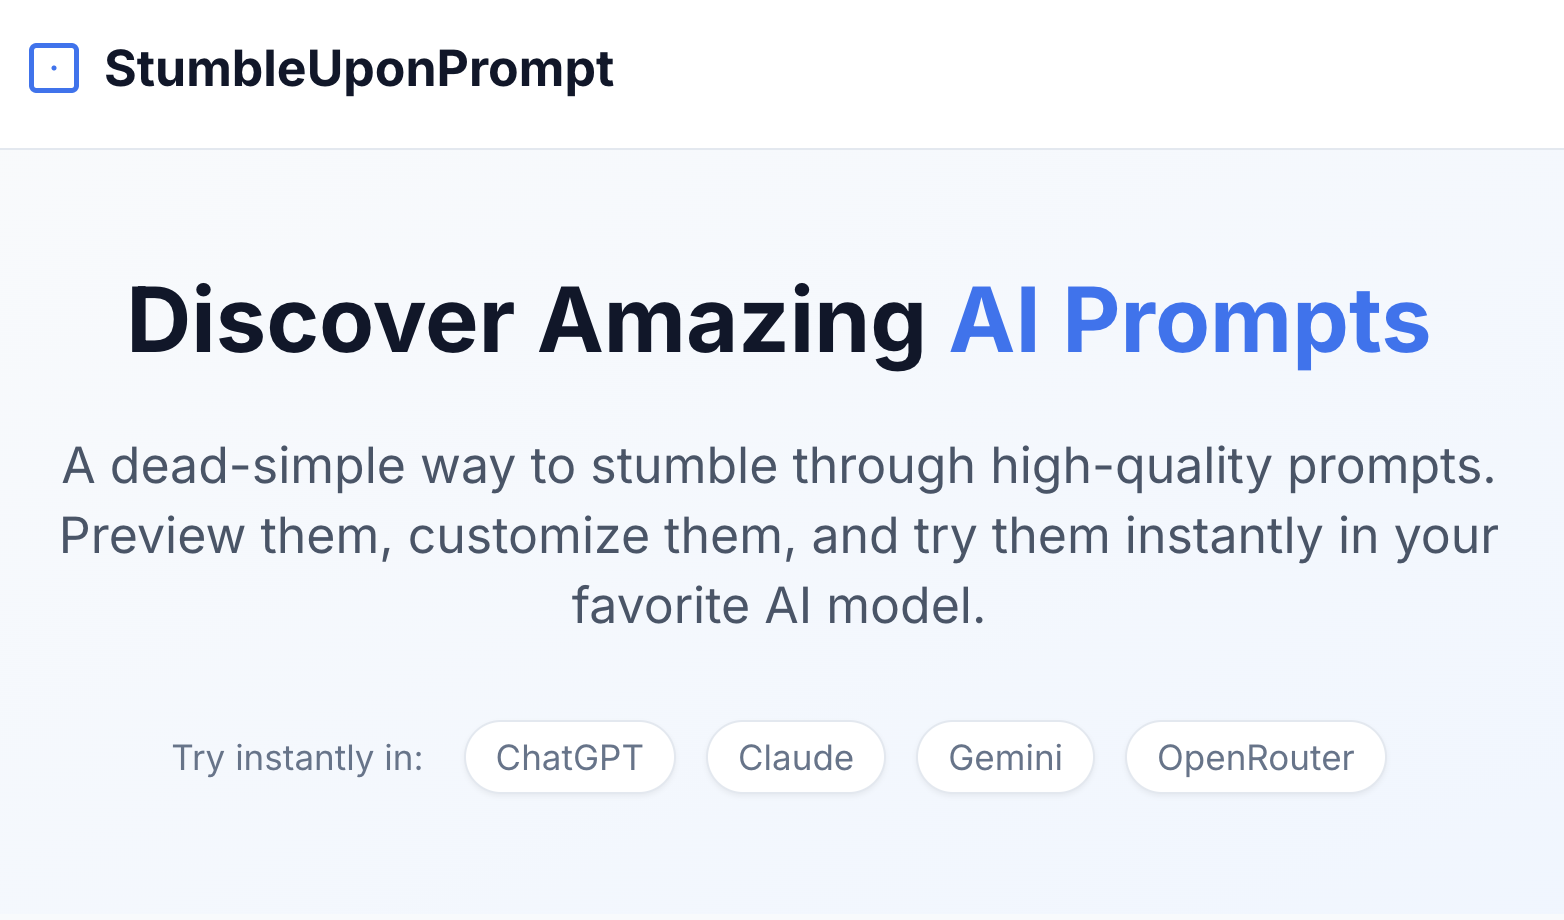 StumbleUponPrompt
Discover Amazing AI Prompts
A dead-simple way to stumble through high-quality prompts.
Preview them, customize them, and try them instantly in your
favorite AI model.
Try instantly in: ChatGPT Claude Gemini OpenRouter